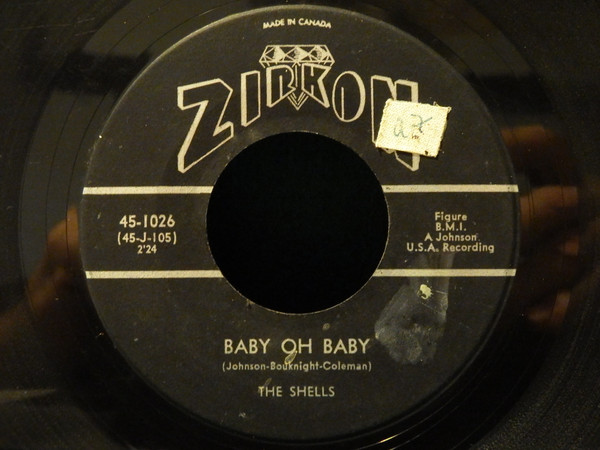 MADE IN CANADA
ZIRKON
45-1026
(45-J-105)
2'24
Figure
B.M.I.
A Johnson
U.S.A. Recording
BABY OH BABY
(Johnson-Bouknight-Coleman)
THE SHELLS